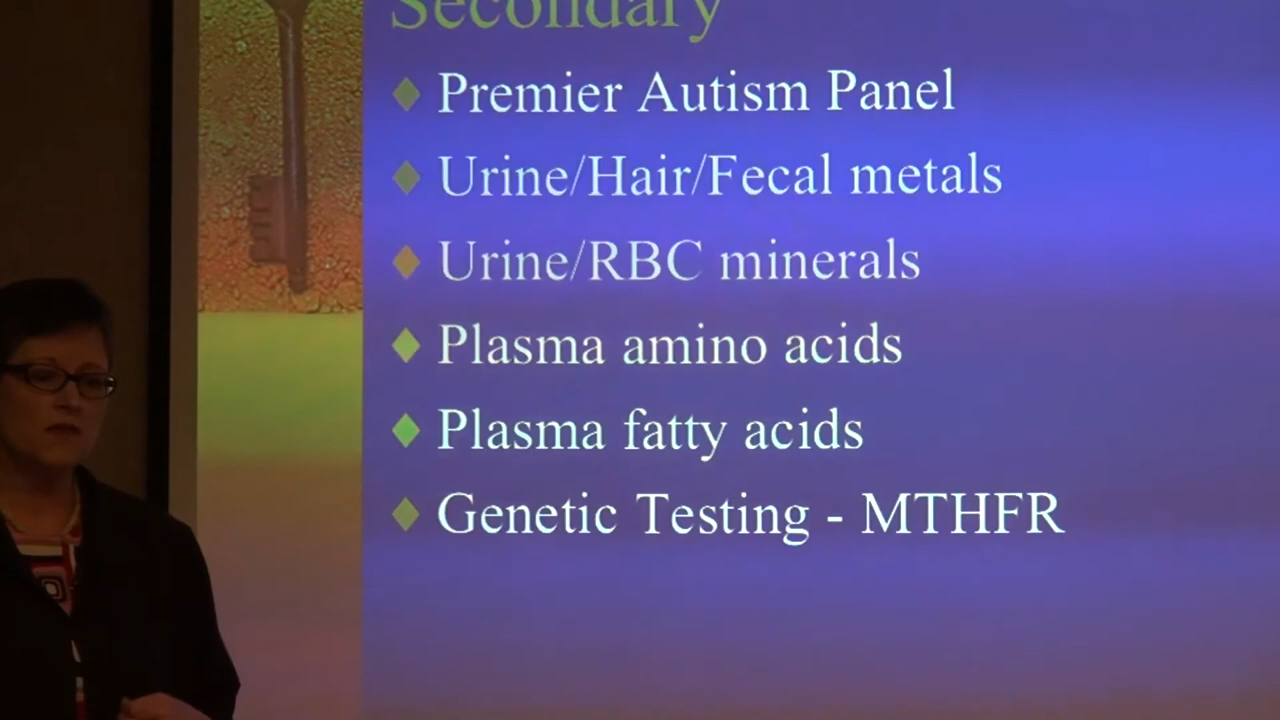 Secondary
Premier Autism Panel
Urine/Hair/Fecal metals
Urine/RBC minerals
Plasma amino acids
Plasma fatty acids
Genetic Testing - MTHFR